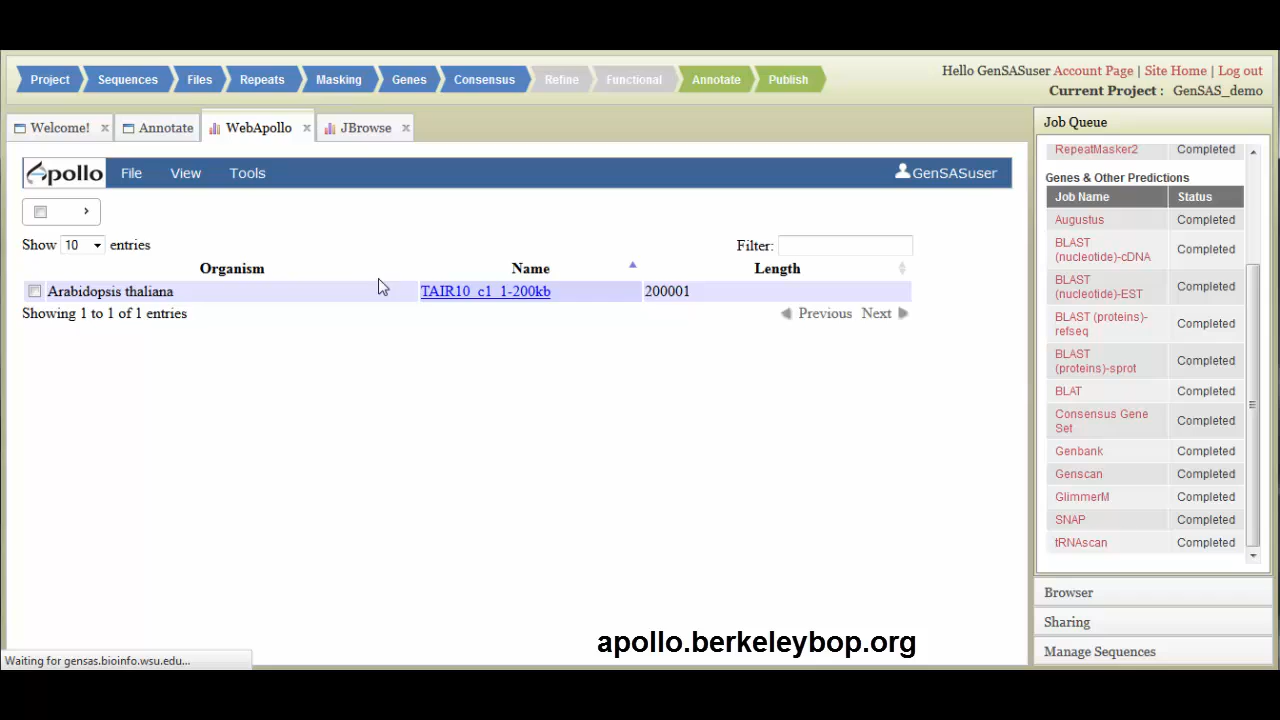 Project Sequences Files Repeats Masking Genes Consensus Refine Functional Annotate Publish
Hello GenSASuser Account Page | Site Home | Log out
Current Project : GenSAS_demo
Welcome! x Annotate WebApollo x JBrowse x
Apollo File View Tools GenSASuser
Show 10 entries
Filter:
Organism Name Length
Arabidopsis thaliana TAIR10_c1_1-200kb 200001
Showing 1 to 1 of 1 entries
Previous Next
Job Queue
RepeatMasker2 Completed
Genes & Other Predictions
Job Name Status
Augustus Completed
BLAST
(nucleotide)-cDNA Completed
BLAST
(nucleotide)-EST Completed
BLAST (proteins)-
refseq Completed
BLAST
(proteins)-sprot Completed
BLAT Completed
Consensus Gene
Set Completed
Genbank Completed
Genscan Completed
GlimmerM Completed
SNAP Completed
tRNAscan Completed
Browser
Sharing
Manage Sequences
apollo.berkeleybop.org
Waiting for gensas.bioinfo.wsu.edu...